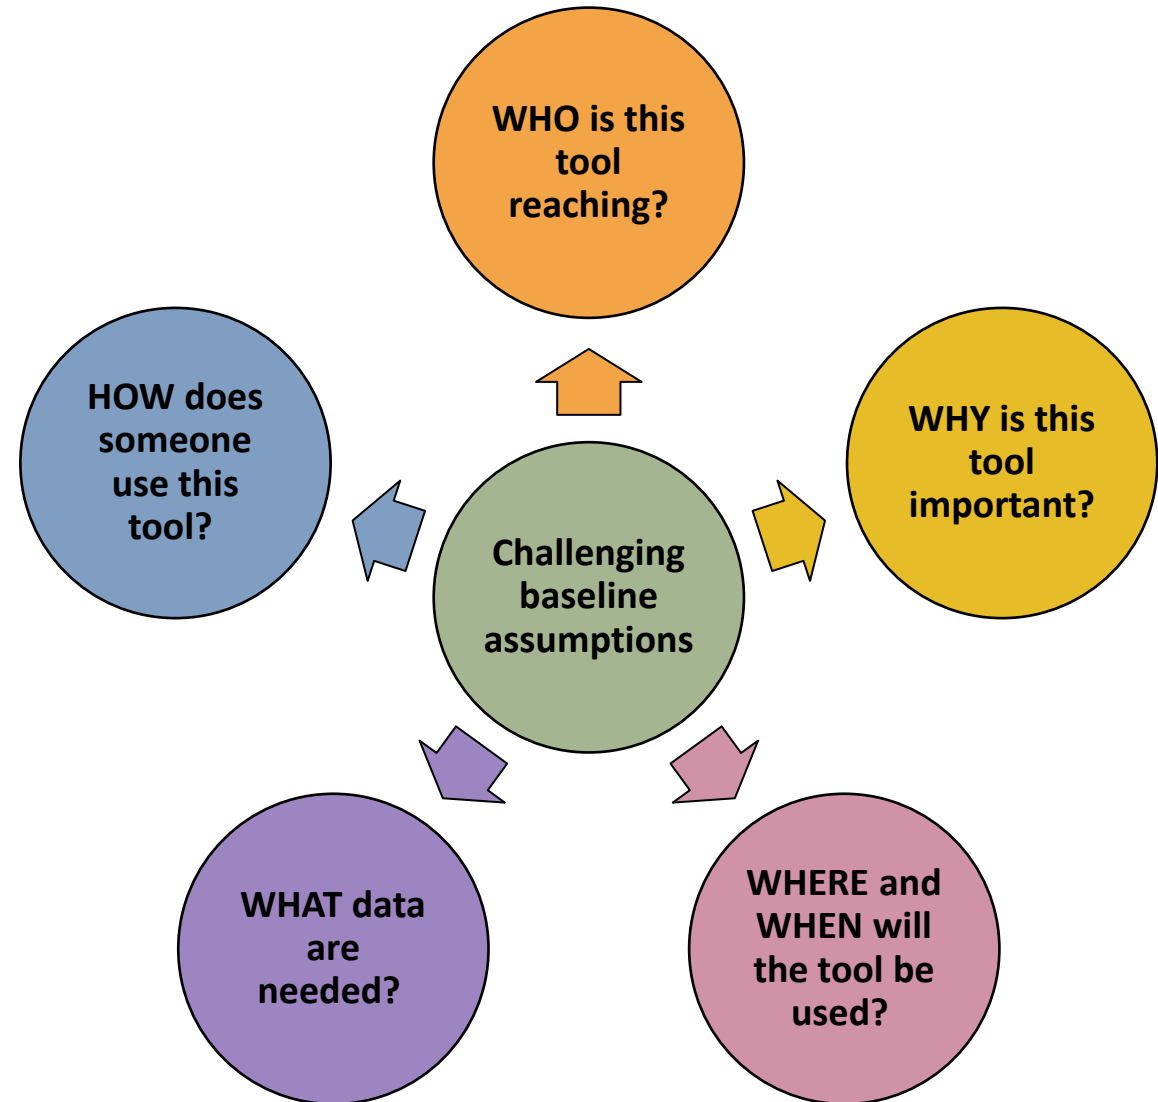 WHO is this
tool
reaching?
WHY is this
tool
important?
WHERE and
WHEN will
the tool be
used?
WHAT data
are
needed?
HOW does
someone
use this
tool?
Challenging
baseline
assumptions